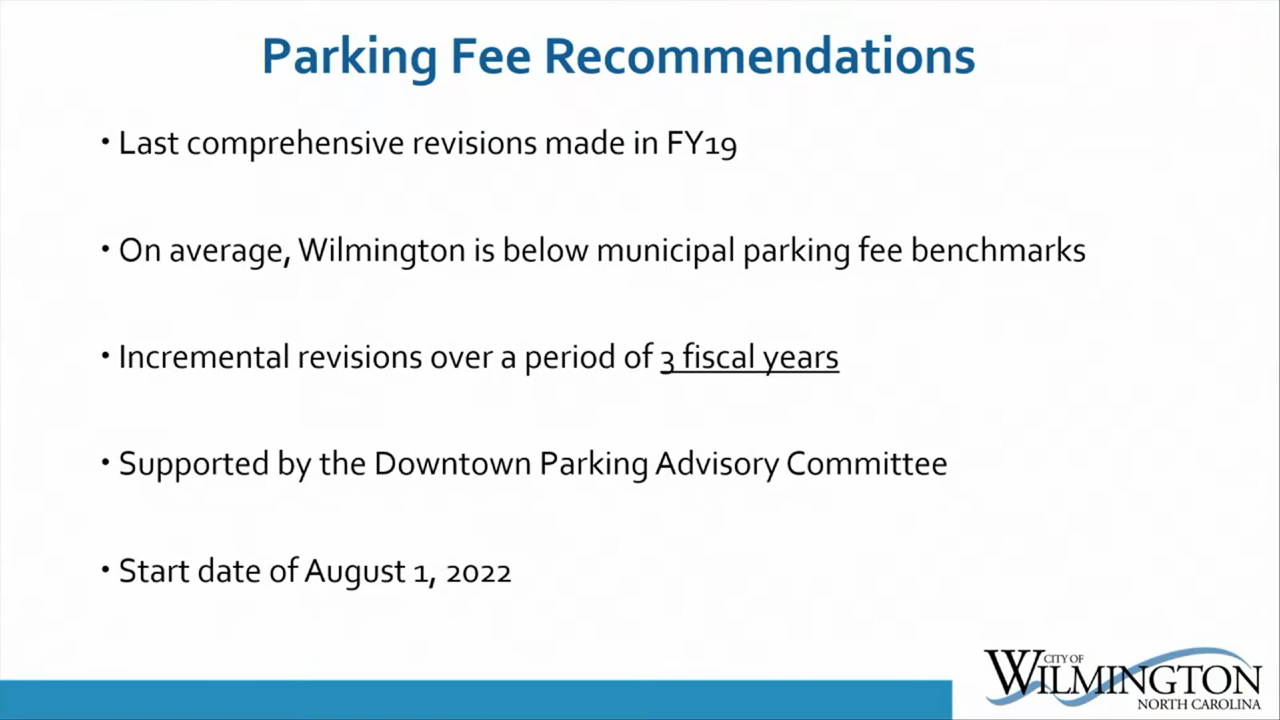 Parking Fee Recommendations
• Last comprehensive revisions made in FY19
• On average, Wilmington is below municipal parking fee benchmarks
• Incremental revisions over a period of 3 fiscal years
• Supported by the Downtown Parking Advisory Committee
• Start date of August 1, 2022
CITY OF
WILMINGTON
NORTH CAROLINA